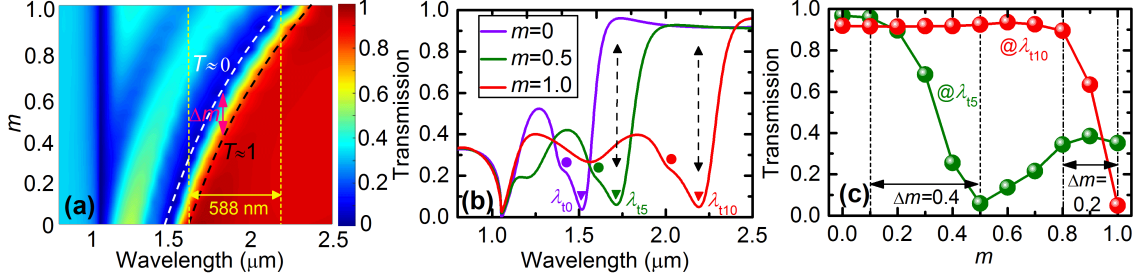 1
0.8
0.6
0.4
0.2
0
m
1
1.5
2
2.5
Wavelength (μm)
T≈0
Δm
T≈1
588 nm
(a)
1
0.8
0.6
0.4
0.2
0
1.0
0.8
0.6
0.4
0.2
0.0
Transmission
m=0
m=0.5
m=1.0
λt0
λt5
λt10
(b)
1.0
1.5
2.0
2.5
Wavelength (μm)
1.0
0.8
0.6
0.4
0.2
0.0
Transmission
@λt10
@λt5
Δm=0.4
Δm=
0.2
(c)
0.0
0.2
0.4
0.6
0.8
1.0
m